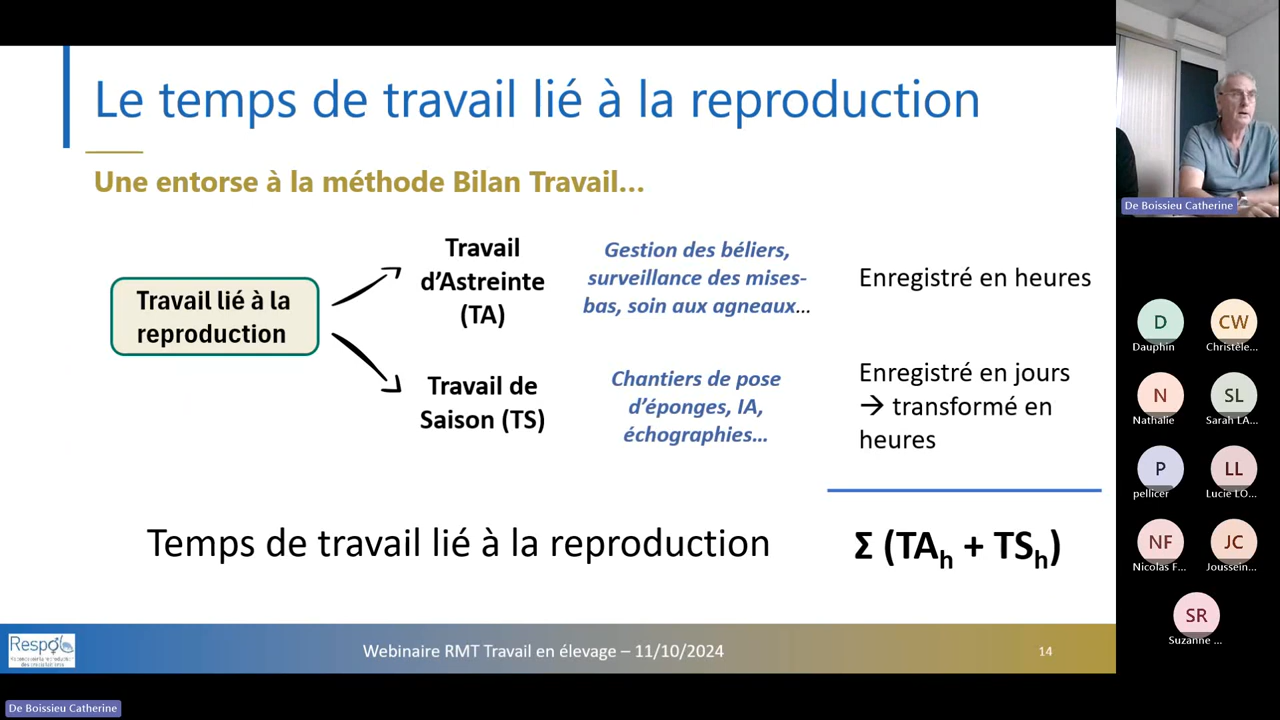 Le temps de travail lié à la reproduction
Une entorse à la méthode Bilan Travail...
Travail lié à la
reproduction
Travail
d'Astreinte
(TA)
Gestion des béliers,
surveillance des mises-
bas, soin aux agneaux...
Enregistré en heures
Travail de
Saison (TS)
Chantiers de pose
d'éponges, IA,
échographies...
Enregistré en jours
→ transformé en
heures
Temps de travail lié à la reproduction
Σ (TAh + TSh)
Respol
Webinaire RMT Travail en élevage – 11/10/2024
14
De Boissieu Catherine
De Boissieu Catherine
D
Dauphin
CW
Christèle...
N
Nathalie
SL
Sarah LA...
P
pellicer
LL
Lucie LO...
NF
Nicolas F...
JC
Joussein...
SR
Suzanne ...